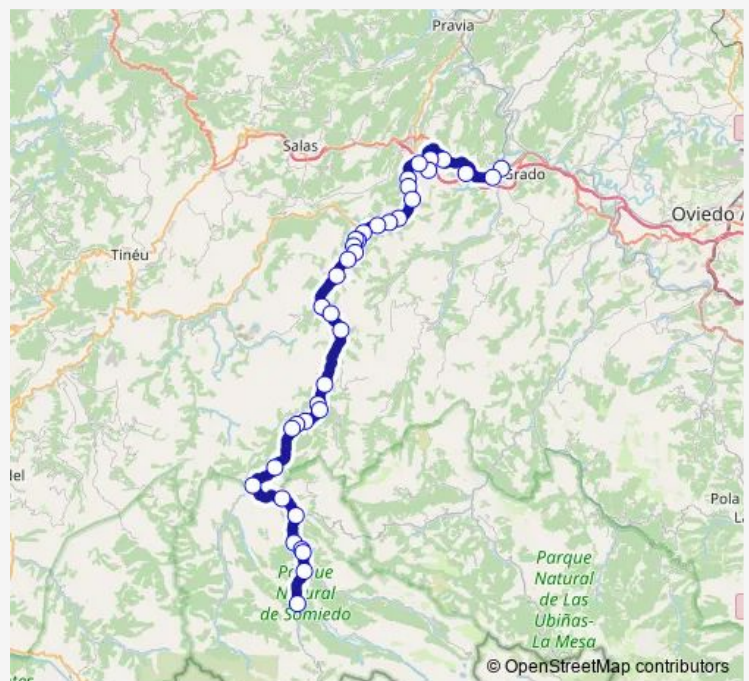 Pravia
Salas
Grado
Oviedo /
Tinéu
del
Pola
L
Parque
Natural
de Somiedo
Parque
Natural
de Las
Ubiñas-
La Mesa
© OpenStreetMap contributors